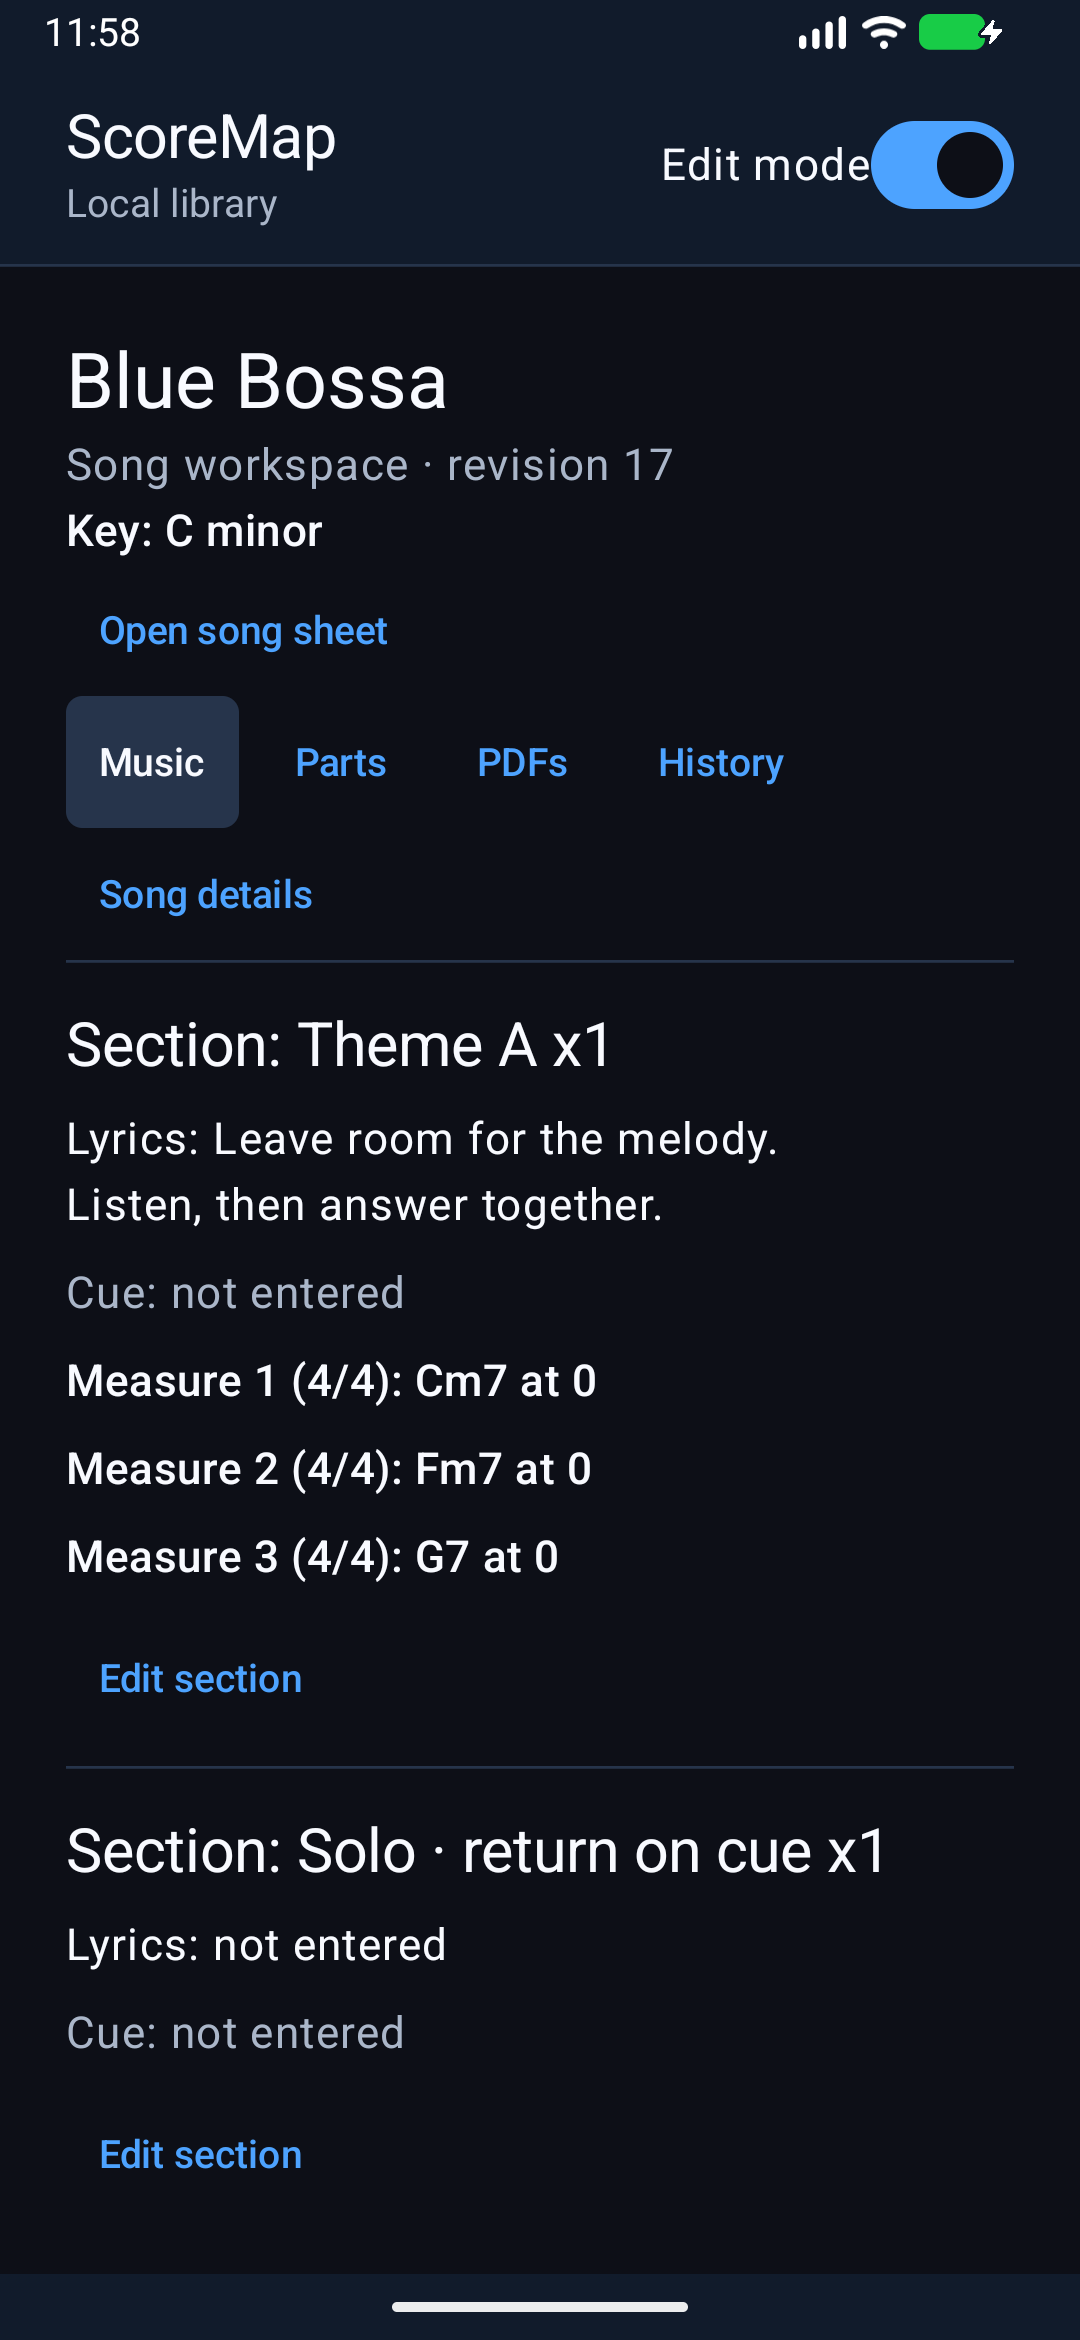 11:58
ScoreMap
Local library
Edit mode
Blue Bossa
Song workspace · revision 17
Key: C minor
Open song sheet
Music Parts PDFs History
Song details
Section: Theme A x1
Lyrics: Leave room for the melody.
Listen, then answer together.
Cue: not entered
Measure 1 (4/4): Cm7 at 0
Measure 2 (4/4): Fm7 at 0
Measure 3 (4/4): G7 at 0
Edit section
Section: Solo · return on cue x1
Lyrics: not entered
Cue: not entered
Edit section